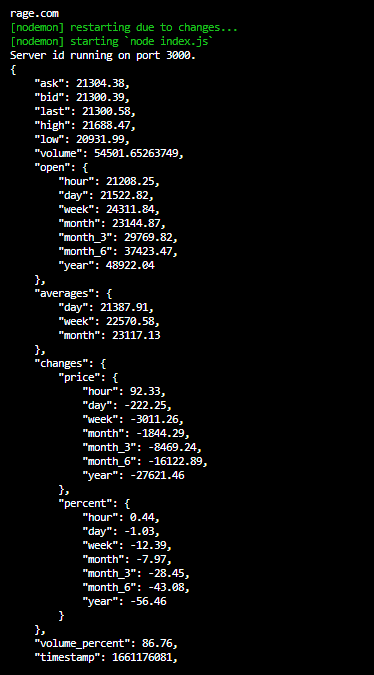 rage.com
[nodemon] restarting due to changes...
[nodemon] starting `node index.js`
Server id running on port 3000.
{
    "ask": 21304.38,
    "bid": 21300.39,
    "last": 21300.58,
    "high": 21688.47,
    "low": 20931.99,
    "volume": 54501.65263749,
    "open": {
        "hour": 21208.25,
        "day": 21522.82,
        "week": 24311.84,
        "month": 23144.87,
        "month_3": 29769.82,
        "month_6": 37423.47,
        "year": 48922.04
    },
    "averages": {
        "day": 21387.91,
        "week": 22570.58,
        "month": 23117.13
    },
    "changes": {
        "price": {
            "hour": 92.33,
            "day": -222.25,
            "week": -3011.26,
            "month": -1844.29,
            "month_3": -8469.24,
            "month_6": -16122.89,
            "year": -27621.46
        },
        "percent": {
            "hour": 0.44,
            "day": -1.03,
            "week": -12.39,
            "month": -7.97,
            "month_3": -28.45,
            "month_6": -43.08,
            "year": -56.46
        }
    },
    "volume_percent": 86.76,
    "timestamp": 1661176081,